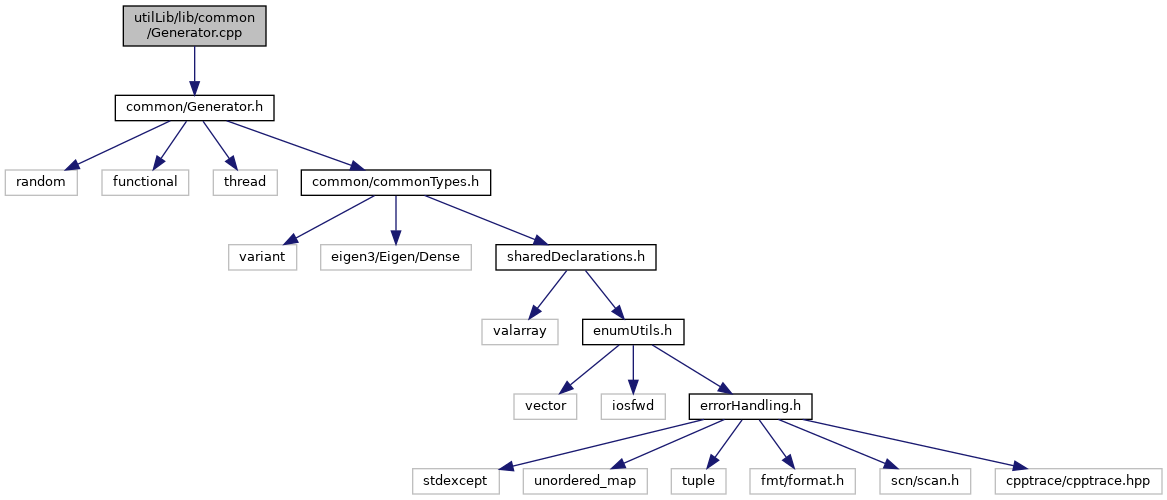 utilLib/lib/common
/Generator.cpp
common/Generator.h
random
functional
thread
common/commonTypes.h
variant
eigen3/Eigen/Dense
sharedDeclarations.h
valarray
enumUtils.h
vector
iosfwd
errorHandling.h
stdexcept
unordered_map
tuple
fmt/format.h
scn/scan.h
cpptrace/cpptrace.hpp